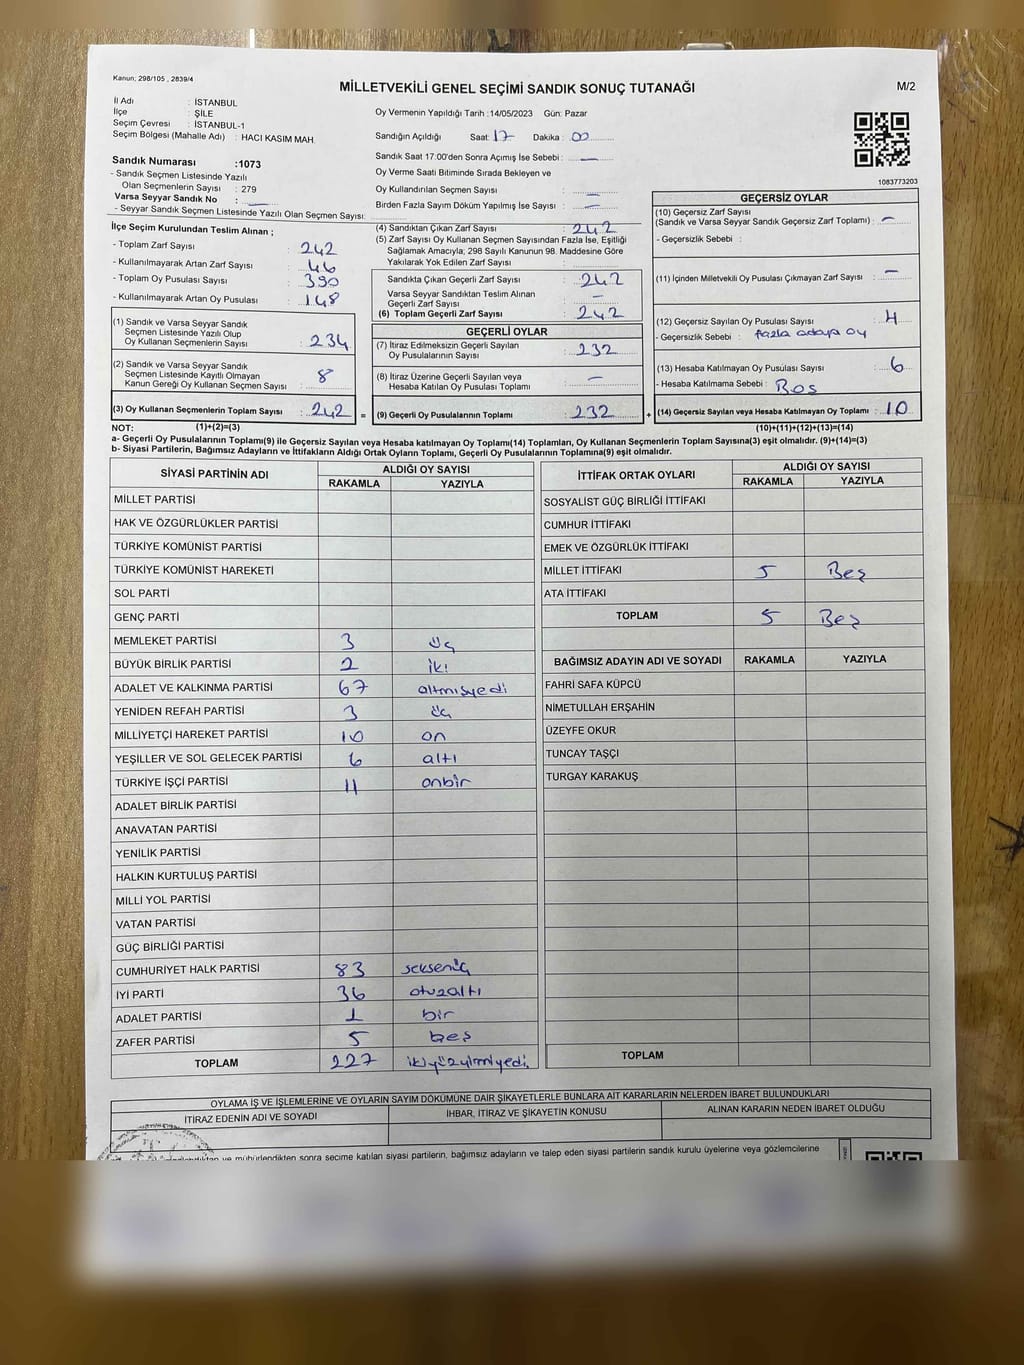 Kanun; 298/105 , 2839/4
MİLLETVEKİLİ GENEL SEÇİMİ SANDIK SONUÇ TUTANAĞI
M/2
İl Adı : İSTANBUL
İlçe : ŞİLE
Seçim Çevresi : İSTANBUL-1
Seçim Bölgesi (Mahalle Adı) : HACI KASIM MAH.
Oy Vermenin Yapıldığı Tarih :14/05/2023 Gün: Pazar
Sandığın Açıldığı Saat: 17 Dakika : 00
Sandık Saat 17:00'den Sonra Açımış İse Sebebi : —
Oy Verme Saati Bitiminde Sırada Bekleyen ve
Oy Kullandırılan Seçmen Sayısı : —
Birden Fazla Sayım Döküm Yapılmış İse Sayısı : —
1083773203
Sandık Numarası :1073
- Sandık Seçmen Listesinde Yazılı
Olan Seçmenlerin Sayısı : 279
Varsa Seyyar Sandık No : —
- Seyyar Sandık Seçmen Listesinde Yazılı Olan Seçmen Sayısı:
İlçe Seçim Kurulundan Teslim Alınan ;
- Toplam Zarf Sayısı : 242
- Kullanılmayarak Artan Zarf Sayısı : 46
- Toplam Oy Pusulası Sayısı : 390
- Kullanılmayarak Artan Oy Pusulası : 148
(1) Sandık ve Varsa Seyyar Sandık
Seçmen Listesinde Yazılı Olup
Oy Kullanan Seçmenlerin Sayısı : 234
(2) Sandık ve Varsa Seyyar Sandık
Seçmen Listesinde Kayıtlı Olmayan
Kanun Gereği Oy Kullanan Seçmen Sayısı : 8
(3) Oy Kullanan Seçmenlerin Toplam Sayısı : 242 =
(4) Sandıktan Çıkan Zarf Sayısı : 242
(5) Zarf Sayısı Oy Kullanan Seçmen Sayısından Fazla İse, Eşitliği
Sağlamak Amacıyla; 298 Sayılı Kanunun 98. Maddesine Göre
Yakılarak Yok Edilen Zarf Sayısı :
Sandıkta Çıkan Geçerli Zarf Sayısı : 242
Varsa Seyyar Sandıktan Teslim Alınan
Geçerli Zarf Sayısı : —
(6) Toplam Geçerli Zarf Sayısı : 242
GEÇERLİ OYLAR
(7) İtiraz Edilmeksizin Geçerli Sayılan
Oy Pusulalarının Sayısı : 232
(8) İtiraz Üzerine Geçerli Sayılan veya
Hesaba Katılan Oy Pusulası Toplamı : —
(9) Geçerli Oy Pusulalarının Toplamı : 232 +
GEÇERSİZ OYLAR
(10) Geçersiz Zarf Sayısı
(Sandık ve Varsa Seyyar Sandık Geçersiz Zarf Toplamı) : —
- Geçersizlik Sebebi :
(11) İçinden Milletvekili Oy Pusulası Çıkmayan Zarf Sayısı : —
(12) Geçersiz Sayılan Oy Pusulası Sayısı : 4
- Geçersizlik Sebebi : fazla adaya oy
(13) Hesaba Katılmayan Oy Pusulası Sayısı : 6
- Hesaba Katılmama Sebebi : Boş
(14) Geçersiz Sayılan veya Hesaba Katılmayan Oy Toplamı : 10
NOT: (1)+(2)=(3) (10)+(11)+(12)+(13)=(14)
a- Geçerli Oy Pusulalarının Toplamı(9) ile Geçersiz Sayılan veya Hesaba katılmayan Oy Toplamı(14) Toplamları, Oy Kullanan Seçmenlerin Toplam Sayısına(3) eşit olmalıdır. (9)+(14)=(3)
b- Siyasi Partilerin, Bağımsız Adayların ve İttifakların Aldığı Ortak Oyların Toplamı, Geçerli Oy Pusulalarının Toplamına(9) eşit olmalıdır.
SİYASİ PARTİNİN ADI ALDIĞI OY SAYISI
RAKAMLA YAZIYLA
MİLLET PARTİSİ
HAK VE ÖZGÜRLÜKLER PARTİSİ
TÜRKİYE KOMÜNİST PARTİSİ
TÜRKİYE KOMÜNİST HAREKETİ
SOL PARTİ
GENÇ PARTİ
MEMLEKET PARTİSİ 3 üç
BÜYÜK BİRLİK PARTİSİ 2 iki
ADALET VE KALKINMA PARTİSİ 67 altmışyedi
YENİDEN REFAH PARTİSİ 3 üç
MİLLİYETÇİ HAREKET PARTİSİ 10 on
YEŞİLLER VE SOL GELECEK PARTİSİ 6 altı
TÜRKİYE İŞÇİ PARTİSİ 11 onbir
ADALET BİRLİK PARTİSİ
ANAVATAN PARTİSİ
YENİLİK PARTİSİ
HALKIN KURTULUŞ PARTİSİ
MİLLİ YOL PARTİSİ
VATAN PARTİSİ
GÜÇ BİRLİĞİ PARTİSİ
CUMHURİYET HALK PARTİSİ 83 seksenüç
İYİ PARTİ 36 otuzaltı
ADALET PARTİSİ 1 bir
ZAFER PARTİSİ 5 beş
TOPLAM 227 ikiyüzyirmiyedi
İTTİFAK ORTAK OYLARI ALDIĞI OY SAYISI
RAKAMLA YAZIYLA
SOSYALİST GÜÇ BİRLİĞİ İTTİFAKI
CUMHUR İTTİFAKI
EMEK VE ÖZGÜRLÜK İTTİFAKI
MİLLET İTTİFAKI 5 Beş
ATA İTTİFAKI
TOPLAM 5 Beş
BAĞIMSIZ ADAYIN ADI VE SOYADI RAKAMLA YAZIYLA
FAHRİ SAFA KÜPCÜ
NİMETULLAH ERŞAHİN
ÜZEYFE OKUR
TUNCAY TAŞÇI
TURGAY KARAKUŞ
TOPLAM
OYLAMA İŞ VE İŞLEMLERİNE VE OYLARIN SAYIM DÖKÜMÜNE DAİR ŞİKAYETLERLE BUNLARA AİT KARARLARIN NELERDEN İBARET BULUNDUKLARI
İTİRAZ EDENİN ADI VE SOYADI İHBAR, İTİRAZ VE ŞİKAYETİN KONUSU ALINAN KARARIN NEDEN İBARET OLDUĞU
ve mühürlendikten sonra seçime katılan siyasi partilerin, bağımsız adayların ve talep eden siyasi partilerin sandık kurulu üyelerine veya gözlemcilerine